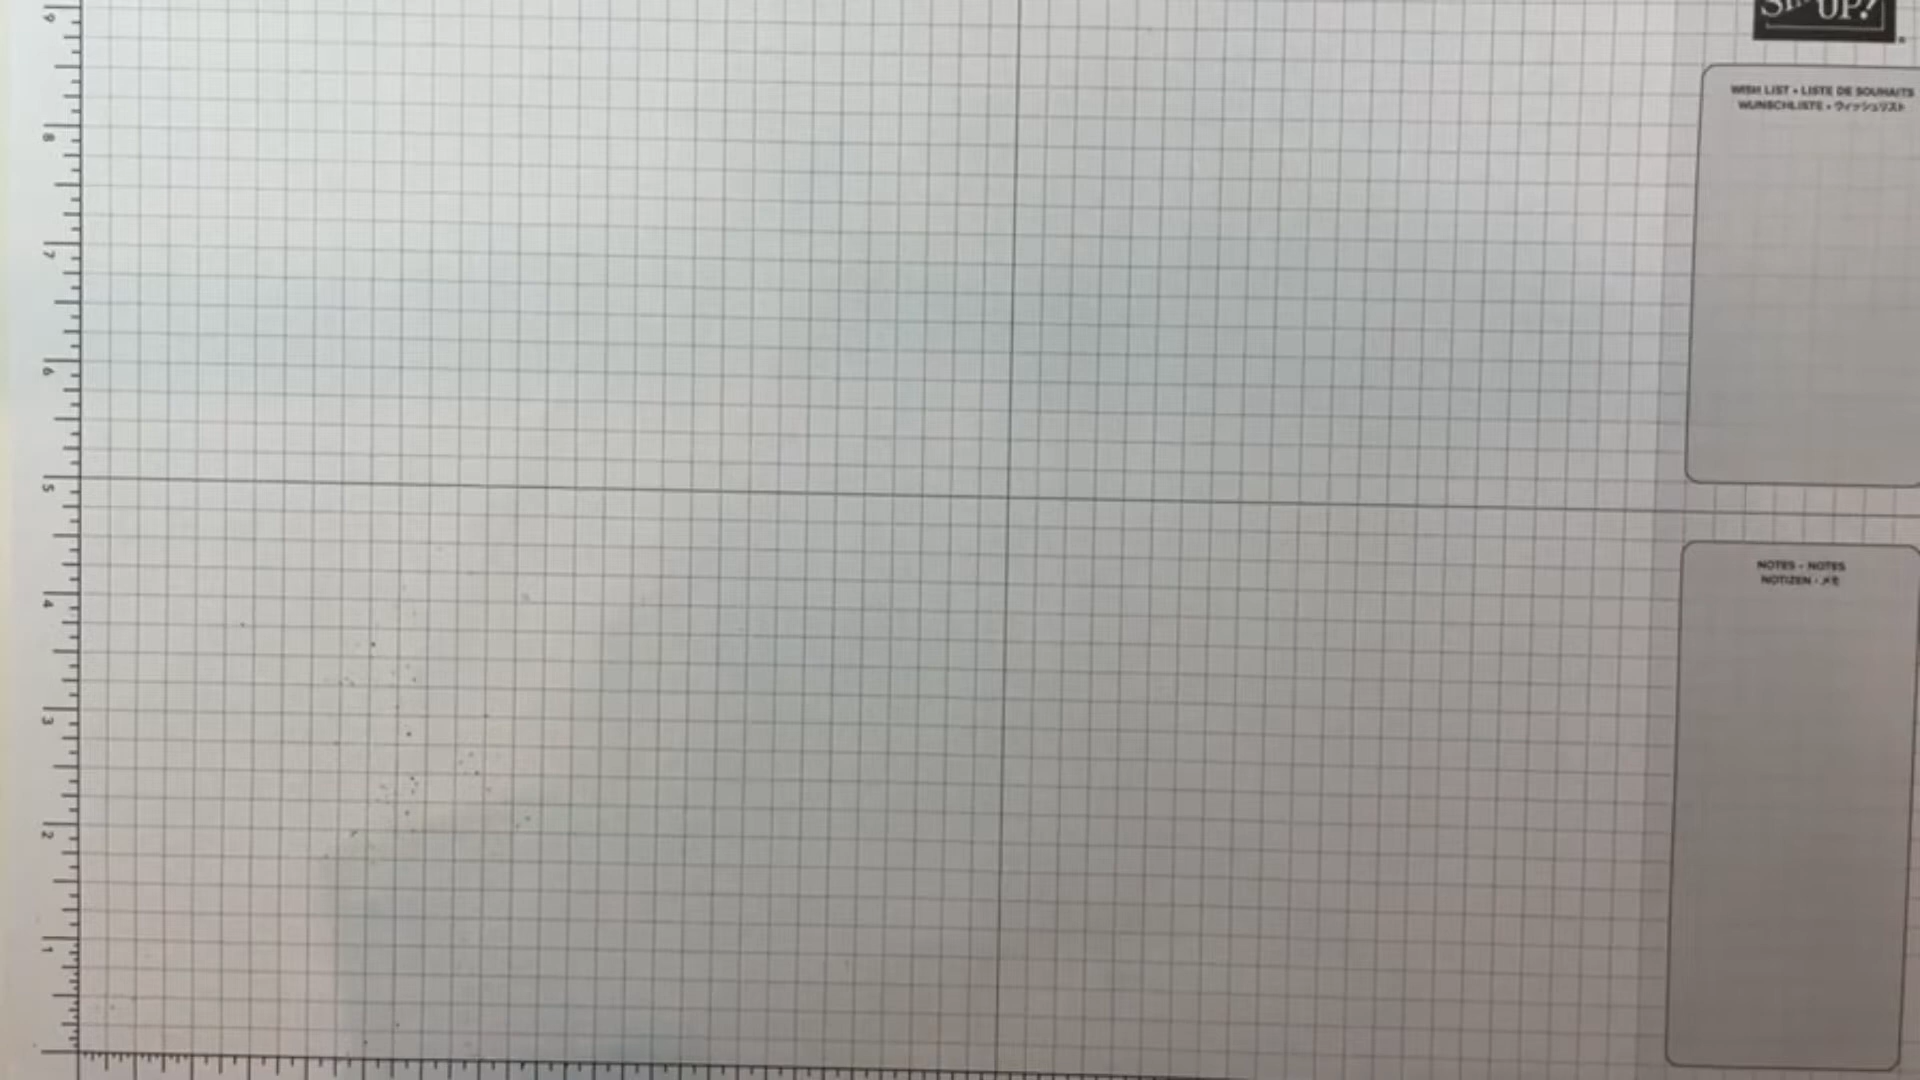 UP!
WISH LIST • LISTE DE SOUHAITS
WUNSCHLISTE • ウィッシュリスト
NOTES • NOTES
NOTIZEN • メモ
9
8
7
6
5
4
3
2
1